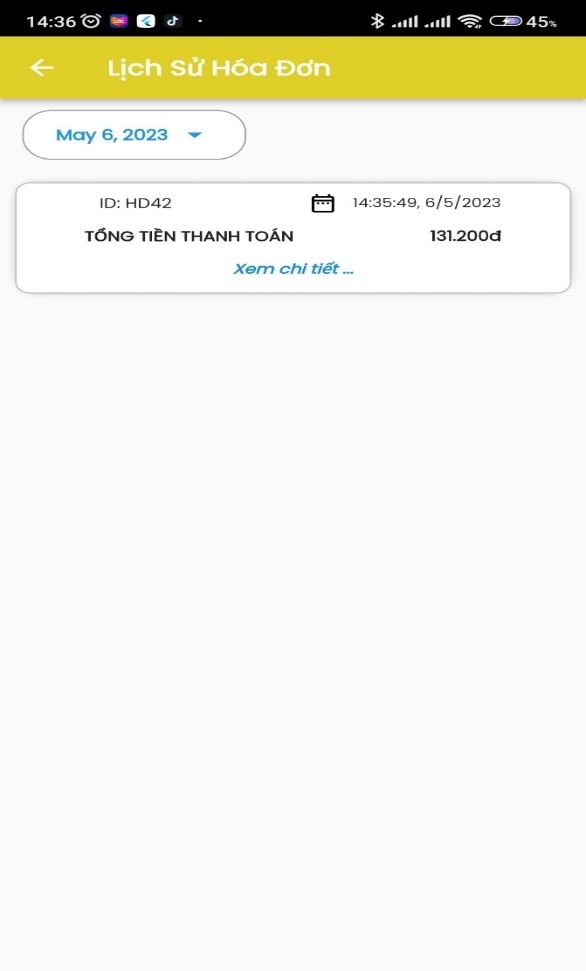 14:36 45%
Lịch Sử Hóa Đơn
May 6, 2023
ID: HD42 14:35:49, 6/5/2023
TỔNG TIỀN THANH TOÁN 131.200đ
Xem chi tiết ...